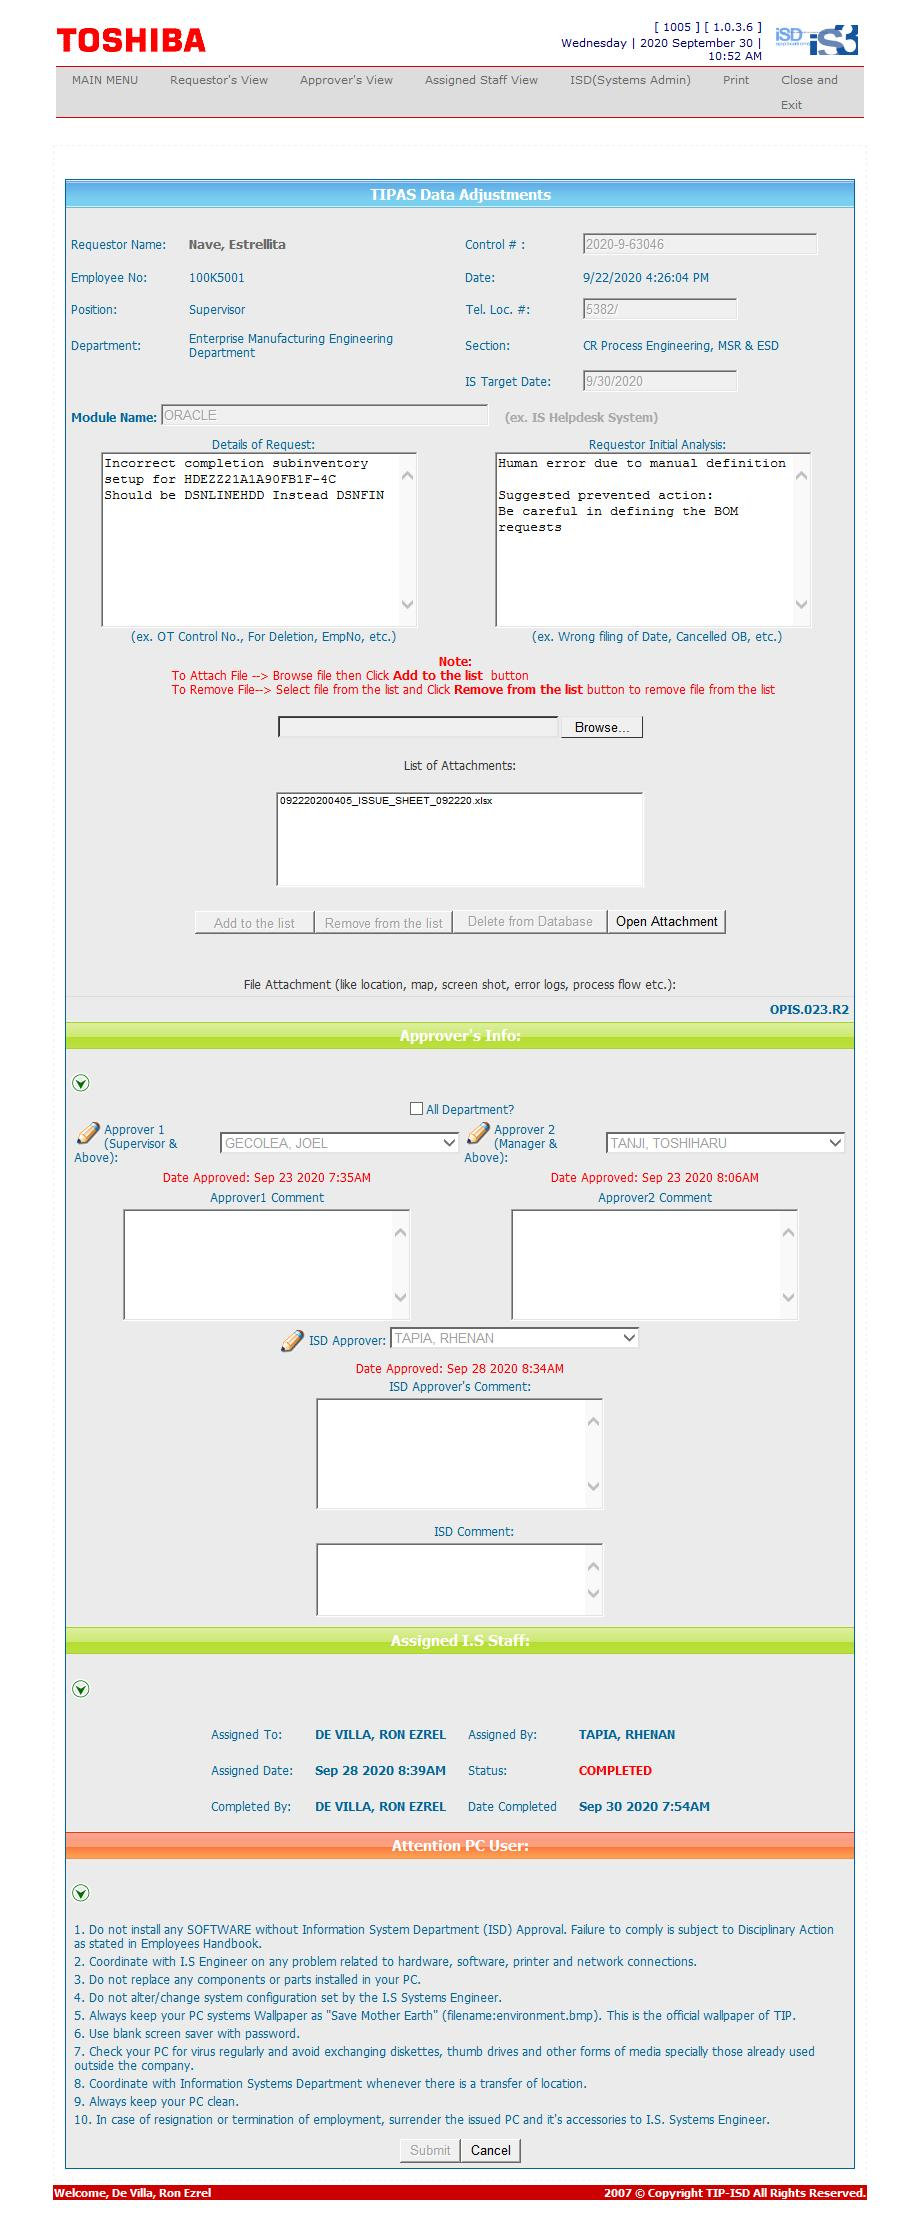 TOSHIBA
[ 1005 ] [ 1.0.3.6 ]
Wednesday | 2020 September 30 |
10:52 AM
ISD
iS3
MAIN MENU Requestor's View Approver's View Assigned Staff View ISD(Systems Admin) Print Close and
Exit
TIPAS Data Adjustments
Requestor Name: Nave, Estrellita Control # : 2020-9-63046
Employee No: 100K5001 Date: 9/22/2020 4:26:04 PM
Position: Supervisor Tel. Loc. #: 5382/
Department: Enterprise Manufacturing Engineering
Department Section: CR Process Engineering, MSR & ESD
IS Target Date: 9/30/2020
Module Name: ORACLE (ex. IS Helpdesk System)
Details of Request:
Incorrect completion subinventory
setup for HDEZZ21A1A90FB1F-4C
Should be DSNLINEHDD Instead DSNFIN
(ex. OT Control No., For Deletion, EmpNo, etc.)
Requestor Initial Analysis:
Human error due to manual definition
Suggested prevented action:
Be careful in defining the BOM
requests
(ex. Wrong filing of Date, Cancelled OB, etc.)
Note:
To Attach File --> Browse file then Click Add to the list button
To Remove File--> Select file from the list and Click Remove from the list button to remove file from the list
Browse...
List of Attachments:
092220200405_ISSUE_SHEET_092220.xlsx
Add to the list Remove from the list Delete from Database Open Attachment
File Attachment (like location, map, screen shot, error logs, process flow etc.):
OPIS.023.R2
Approver's Info:
All Department?
Approver 1
(Supervisor &
Above): GECOLEA, JOEL
Approver 2
(Manager &
Above): TANJI, TOSHIHARU
Date Approved: Sep 23 2020 7:35AM Date Approved: Sep 23 2020 8:06AM
Approver1 Comment Approver2 Comment
ISD Approver: TAPIA, RHENAN
Date Approved: Sep 28 2020 8:34AM
ISD Approver's Comment:
ISD Comment:
Assigned I.S Staff:
Assigned To: DE VILLA, RON EZREL Assigned By: TAPIA, RHENAN
Assigned Date: Sep 28 2020 8:39AM Status: COMPLETED
Completed By: DE VILLA, RON EZREL Date Completed Sep 30 2020 7:54AM
Attention PC User:
1. Do not install any SOFTWARE without Information System Department (ISD) Approval. Failure to comply is subject to Disciplinary Action
as stated in Employees Handbook.
2. Coordinate with I.S Engineer on any problem related to hardware, software, printer and network connections.
3. Do not replace any components or parts installed in your PC.
4. Do not alter/change system configuration set by the I.S Systems Engineer.
5. Always keep your PC systems Wallpaper as "Save Mother Earth" (filename:environment.bmp). This is the official wallpaper of TIP.
6. Use blank screen saver with password.
7. Check your PC for virus regularly and avoid exchanging diskettes, thumb drives and other forms of media specially those already used
outside the company.
8. Coordinate with Information Systems Department whenever there is a transfer of location.
9. Always keep your PC clean.
10. In case of resignation or termination of employment, surrender the issued PC and it's accessories to I.S. Systems Engineer.
Submit Cancel
Welcome, De Villa, Ron Ezrel 2007 © Copyright TIP-ISD All Rights Reserved.